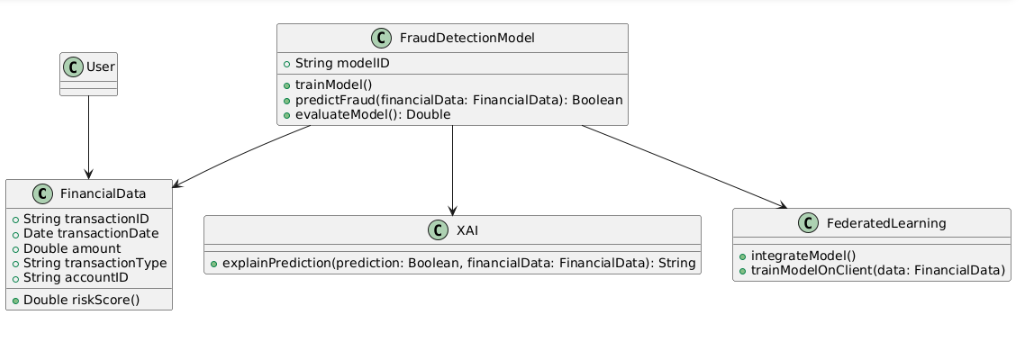 C FraudDetectionModel
String modelID
trainModel()
predictFraud(financialData: FinancialData): Boolean
evaluateModel(): Double
C User
C FinancialData
String transactionID
Date transactionDate
Double amount
String transactionType
String accountID
Double riskScore()
C XAI
explainPrediction(prediction: Boolean, financialData: FinancialData): String
C FederatedLearning
integrateModel()
trainModelOnClient(data: FinancialData)